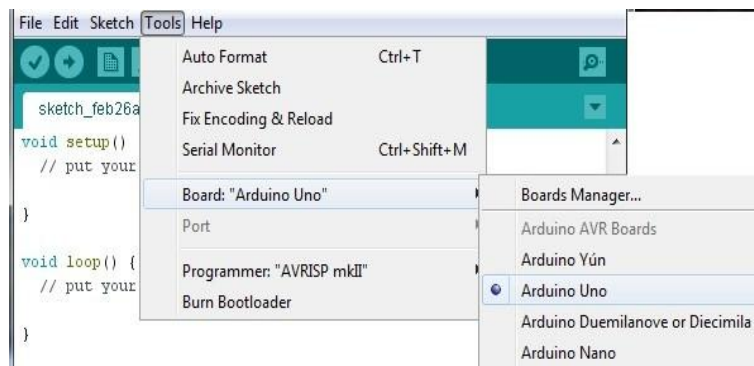 File Edit Sketch Tools Help
Auto Format Ctrl+T
Archive Sketch
Fix Encoding & Reload
Serial Monitor Ctrl+Shift+M
Board: "Arduino Uno"
Port
Programmer: "AVRISP mkII"
Burn Bootloader
sketch_feb26a
void setup()
// put your
}
void loop() {
// put your
}
Boards Manager...
Arduino AVR Boards
Arduino Yún
Arduino Uno
Arduino Duemilanove or Diecimila
Arduino Nano